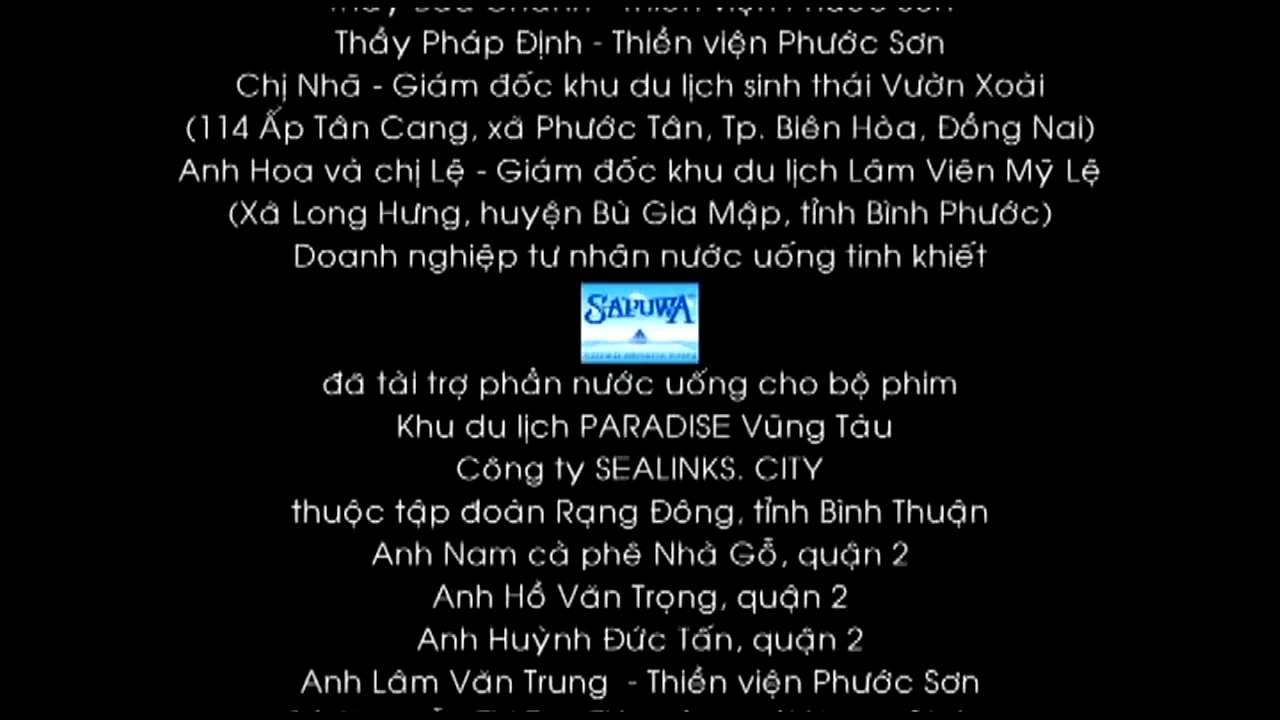 Thầy Pháp Định - Thiền viện Phước Sơn
Chị Nhã - Giám đốc khu du lịch sinh thái Vườn Xoài
(114 Ấp Tân Cang, xã Phước Tân, Tp. Biên Hòa, Đồng Nai)
Anh Hoa và chị Lệ - Giám đốc khu du lịch Lâm Viên Mỹ Lệ
(Xã Long Hưng, huyện Bù Gia Mập, tỉnh Bình Phước)
Doanh nghiệp tư nhân nước uống tinh khiết
SAPUWA
đã tài trợ phần nước uống cho bộ phim
Khu du lịch PARADISE Vũng Tàu
Công ty SEALINKS. CITY
thuộc tập đoàn Rạng Đông, tỉnh Bình Thuận
Anh Nam cà phê Nhà Gỗ, quận 2
Anh Hồ Văn Trọng, quận 2
Anh Huỳnh Đức Tấn, quận 2
Anh Lâm Văn Trung - Thiền viện Phước Sơn